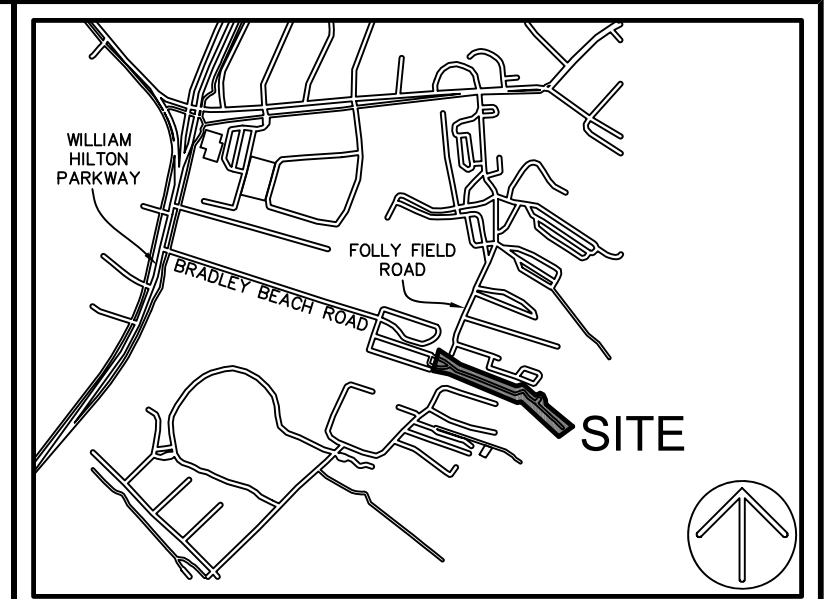 WILLIAM
HILTON
PARKWAY
FOLLY FIELD
ROAD
BRADLEY BEACH ROAD
SITE